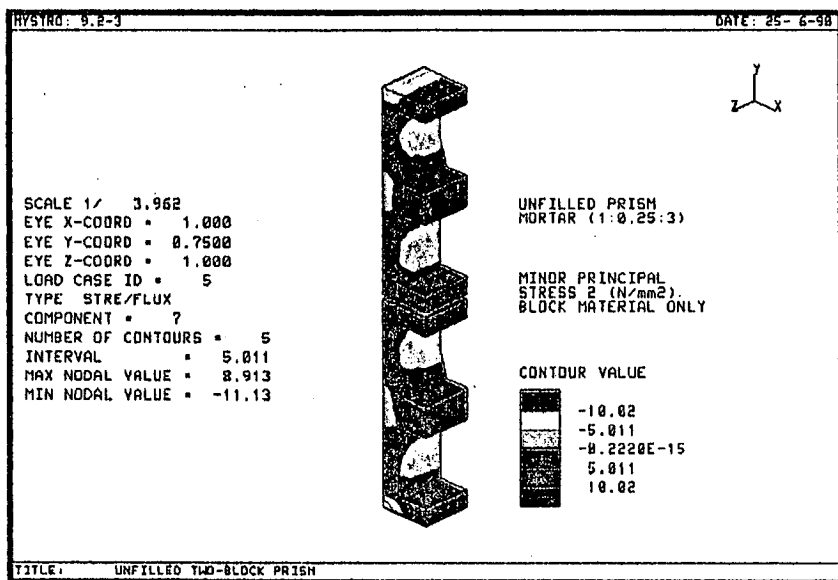 MYSTRO: 9.2-3
DATE: 25- 6-90
Y
Z
X
SCALE 1/ 3.962
EYE X-COORD = 1.000
EYE Y-COORD = 0.7500
EYE Z-COORD = 1.000
LOAD CASE ID = 5
TYPE STRE/FLUX
COMPONENT = 7
NUMBER OF CONTOURS = 5
INTERVAL = 5.011
MAX NODAL VALUE = 8.913
MIN NODAL VALUE = -11.13
UNFILLED PRISM
MORTAR (1:0.25:3)
MINOR PRINCIPAL
STRESS 2 (N/mm2).
BLOCK MATERIAL ONLY
CONTOUR VALUE
-10.02
-5.011
-0.2220E-15
5.011
10.02
TITLE: UNFILLED TWO-BLOCK PRISM